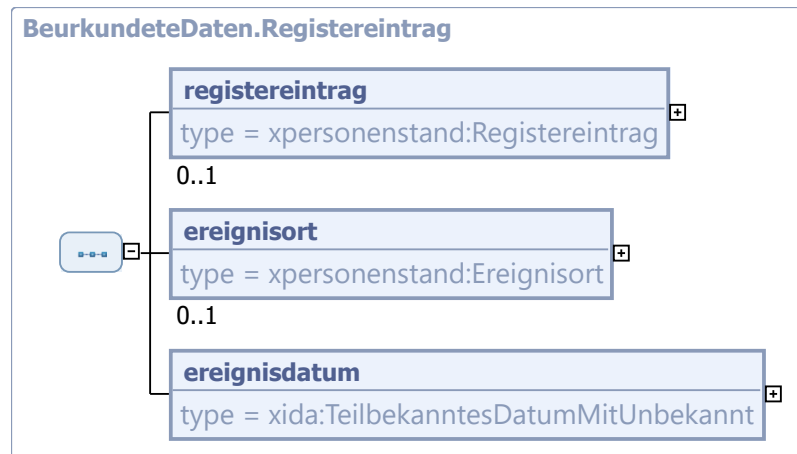 BeurkundeteDaten.Registereintrag
registereintrag
type = xpersonenstand:Registereintrag
0..1
ereignisort
type = xpersonenstand:Ereignisort
0..1
ereignisdatum
type = xida:TeilbekanntesDatumMitUnbekannt